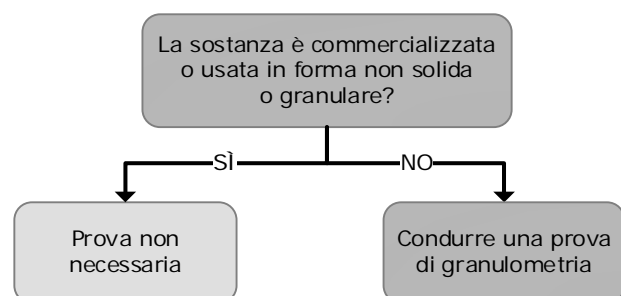 La sostanza è commercializzata
o usata in forma non solida
o granulare?
SÌ
NO
Prova non
necessaria
Condurre una prova
di granulometria